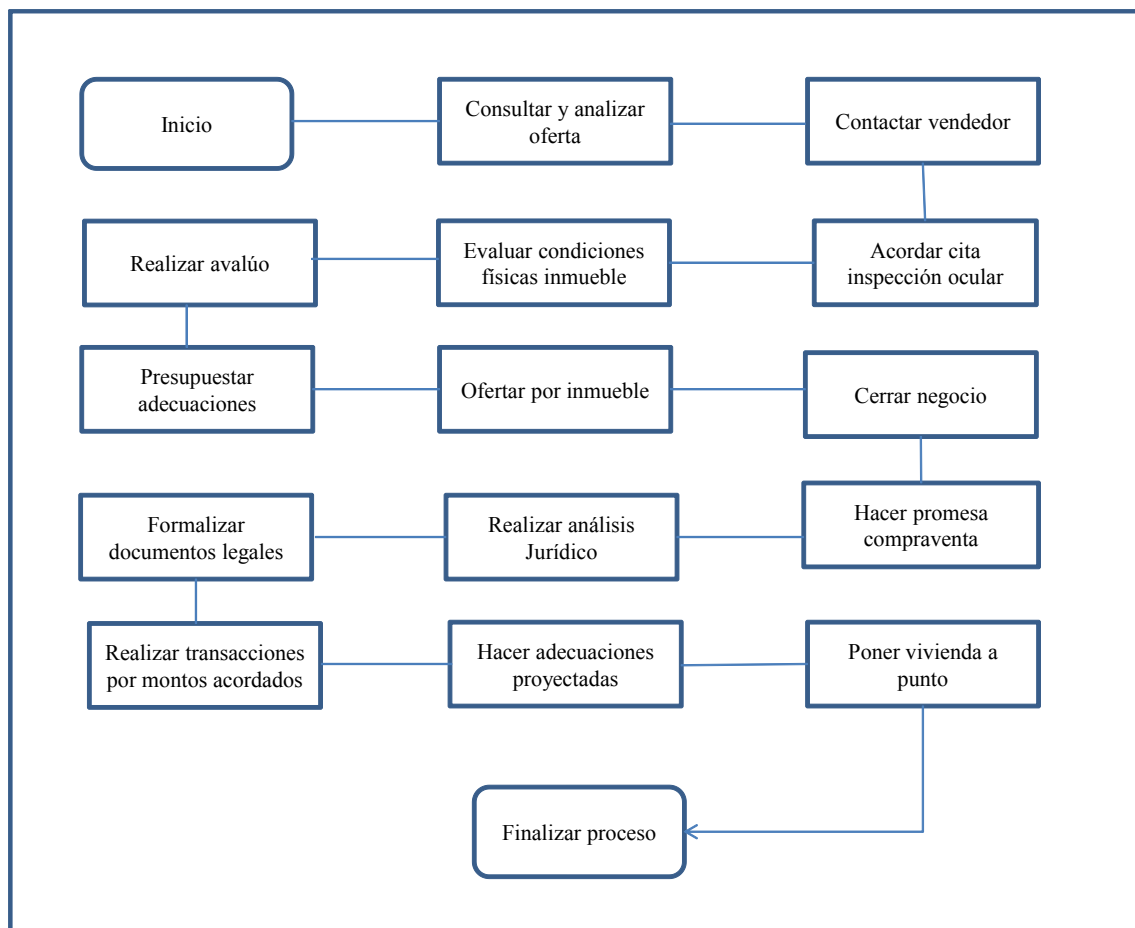 Inicio
Consultar y analizar
oferta
Contactar vendedor
Realizar avalúo
Evaluar condiciones
físicas inmueble
Acordar cita
inspección ocular
Presupuestar
adecuaciones
Ofertar por inmueble
Cerrar negocio
Formalizar
documentos legales
Realizar análisis
Jurídico
Hacer promesa
compraventa
Realizar transacciones
por montos acordados
Hacer adecuaciones
proyectadas
Poner vivienda a
punto
Finalizar proceso